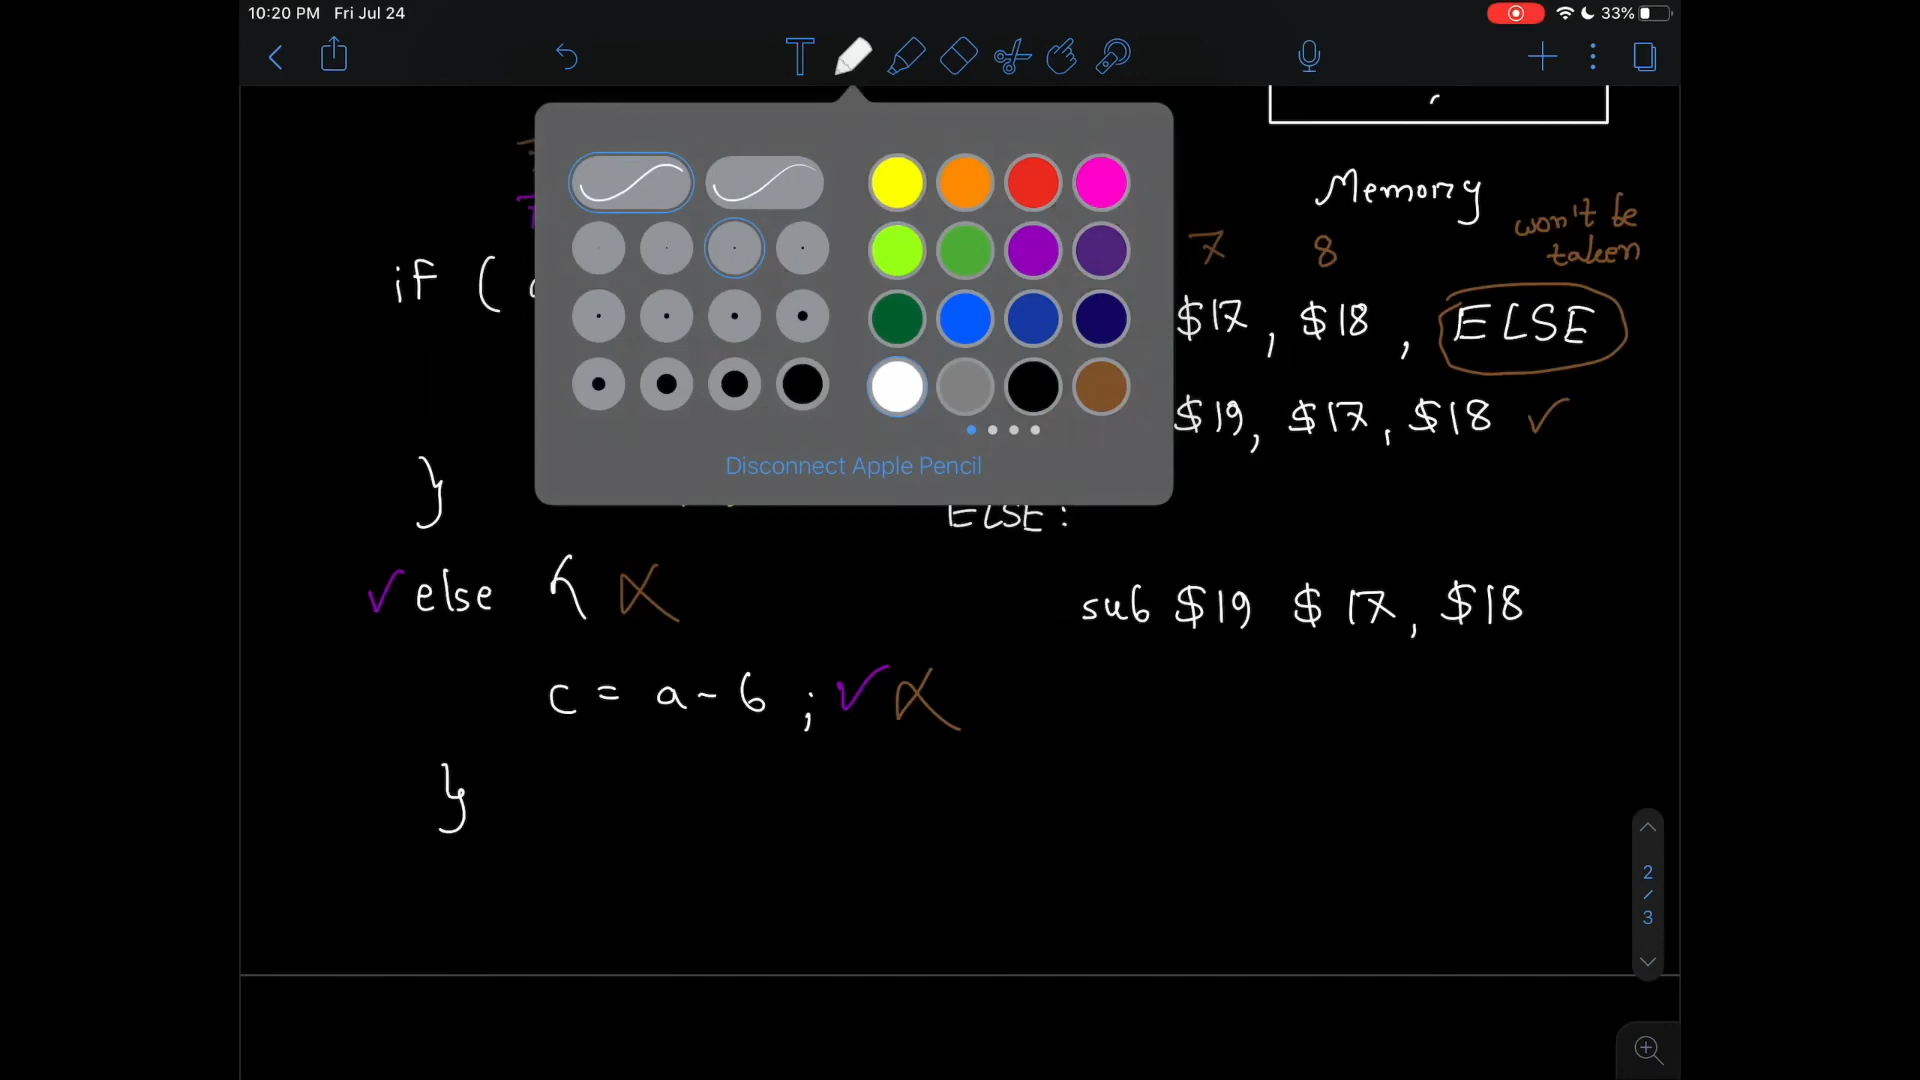 10:20 PM Fri Jul 24
33%
Memory
won't be
taken
7 8
if (
$17, $18, ELSE
$19, $17, $18
Disconnect Apple Pencil
}
ELSE:
else {
sub $19 $17, $18
c = a - b ;
}
2
/
3